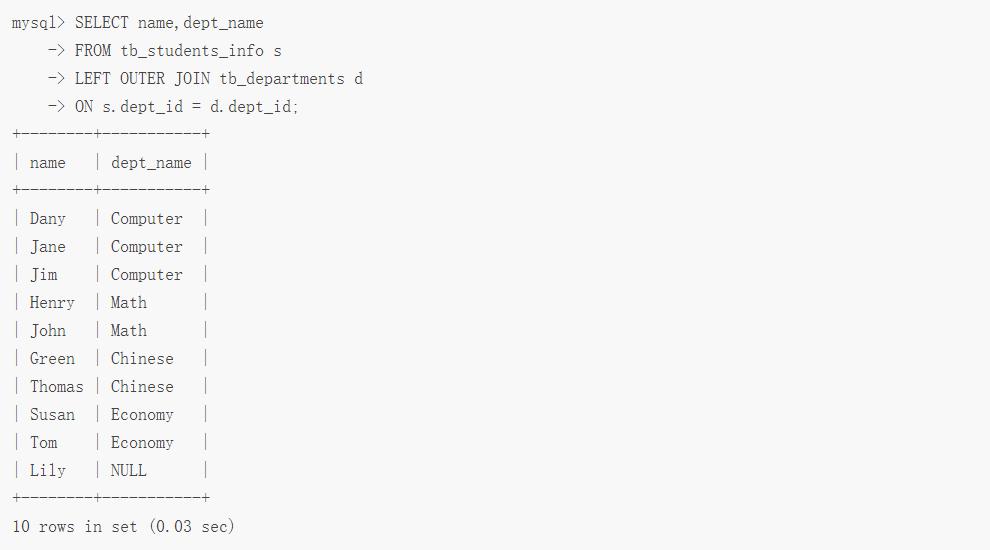 mysql> SELECT name,dept_name
    -> FROM tb_students_info s
    -> LEFT OUTER JOIN tb_departments d
    -> ON s.dept_id = d.dept_id;
+--------+-----------+
| name   | dept_name |
+--------+-----------+
| Dany   | Computer  |
| Jane   | Computer  |
| Jim    | Computer  |
| Henry  | Math      |
| John   | Math      |
| Green  | Chinese   |
| Thomas | Chinese   |
| Susan  | Economy   |
| Tom    | Economy   |
| Lily   | NULL      |
+--------+-----------+
10 rows in set (0.03 sec)